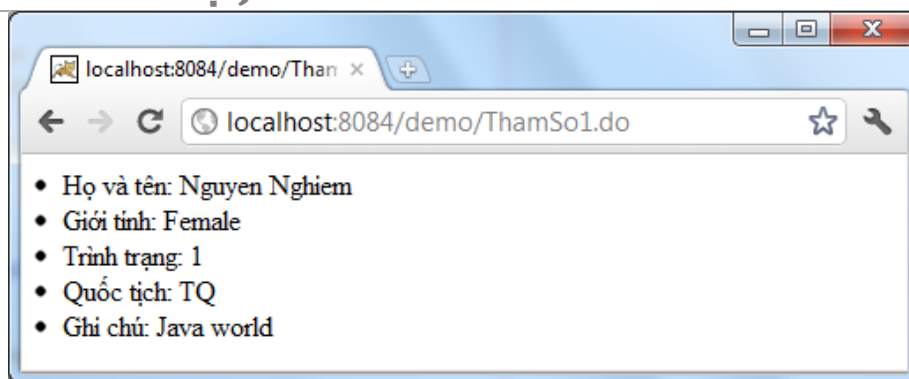 localhost:8084/demo/Than
localhost:8084/demo/ThamSo1.do
Họ và tên: Nguyen Nghiem
Giới tính: Female
Trình trạng: 1
Quốc tịch: TQ
Ghi chú: Java world